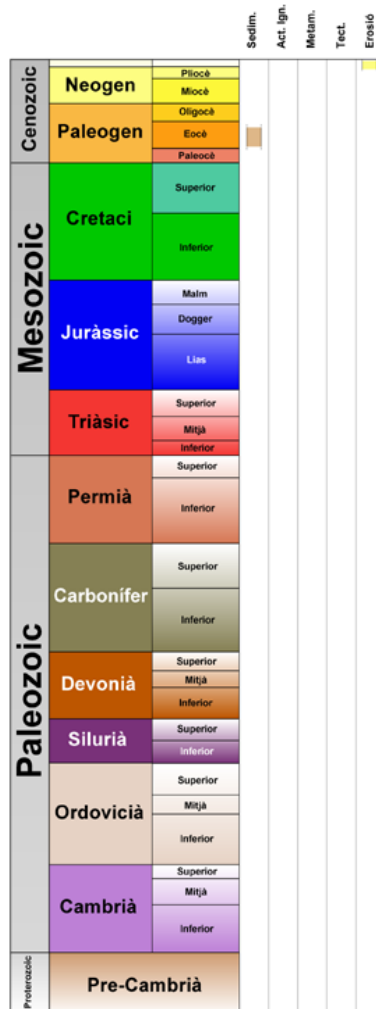 Sedim.
Act. Ign.
Metam.
Tect.
Erosió
Cenozoic
Neogen
Pliocè
Miocè
Paleogen
Oligocè
Eocè
Paleocè
Mesozoic
Cretaci
Superior
Inferior
Juràssic
Malm
Dogger
Lias
Triàsic
Superior
Mitjà
Inferior
Paleozoic
Permià
Superior
Inferior
Carbonífer
Superior
Inferior
Devonià
Superior
Mitjà
Inferior
Silurià
Superior
Inferior
Ordovicià
Superior
Mitjà
Inferior
Cambrià
Superior
Mitjà
Inferior
Proterozoic
Pre-Cambrià